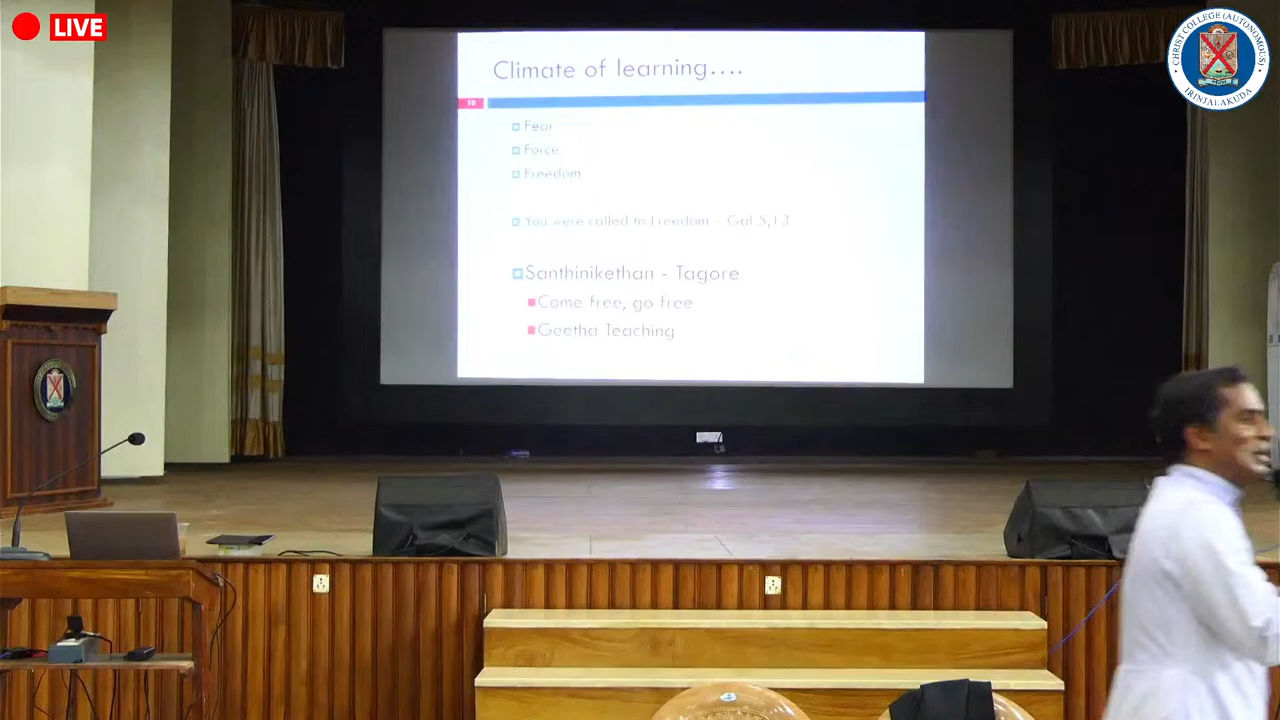 LIVE
CHRIST COLLEGE (AUTONOMOUS)
IRINJALAKUDA
Climate of learning....
10
Fear
Force
Freedom
You were called to Freedom - Gal 5,13
Santhinikethan - Tagore
Come free, go free
Geetha Teaching